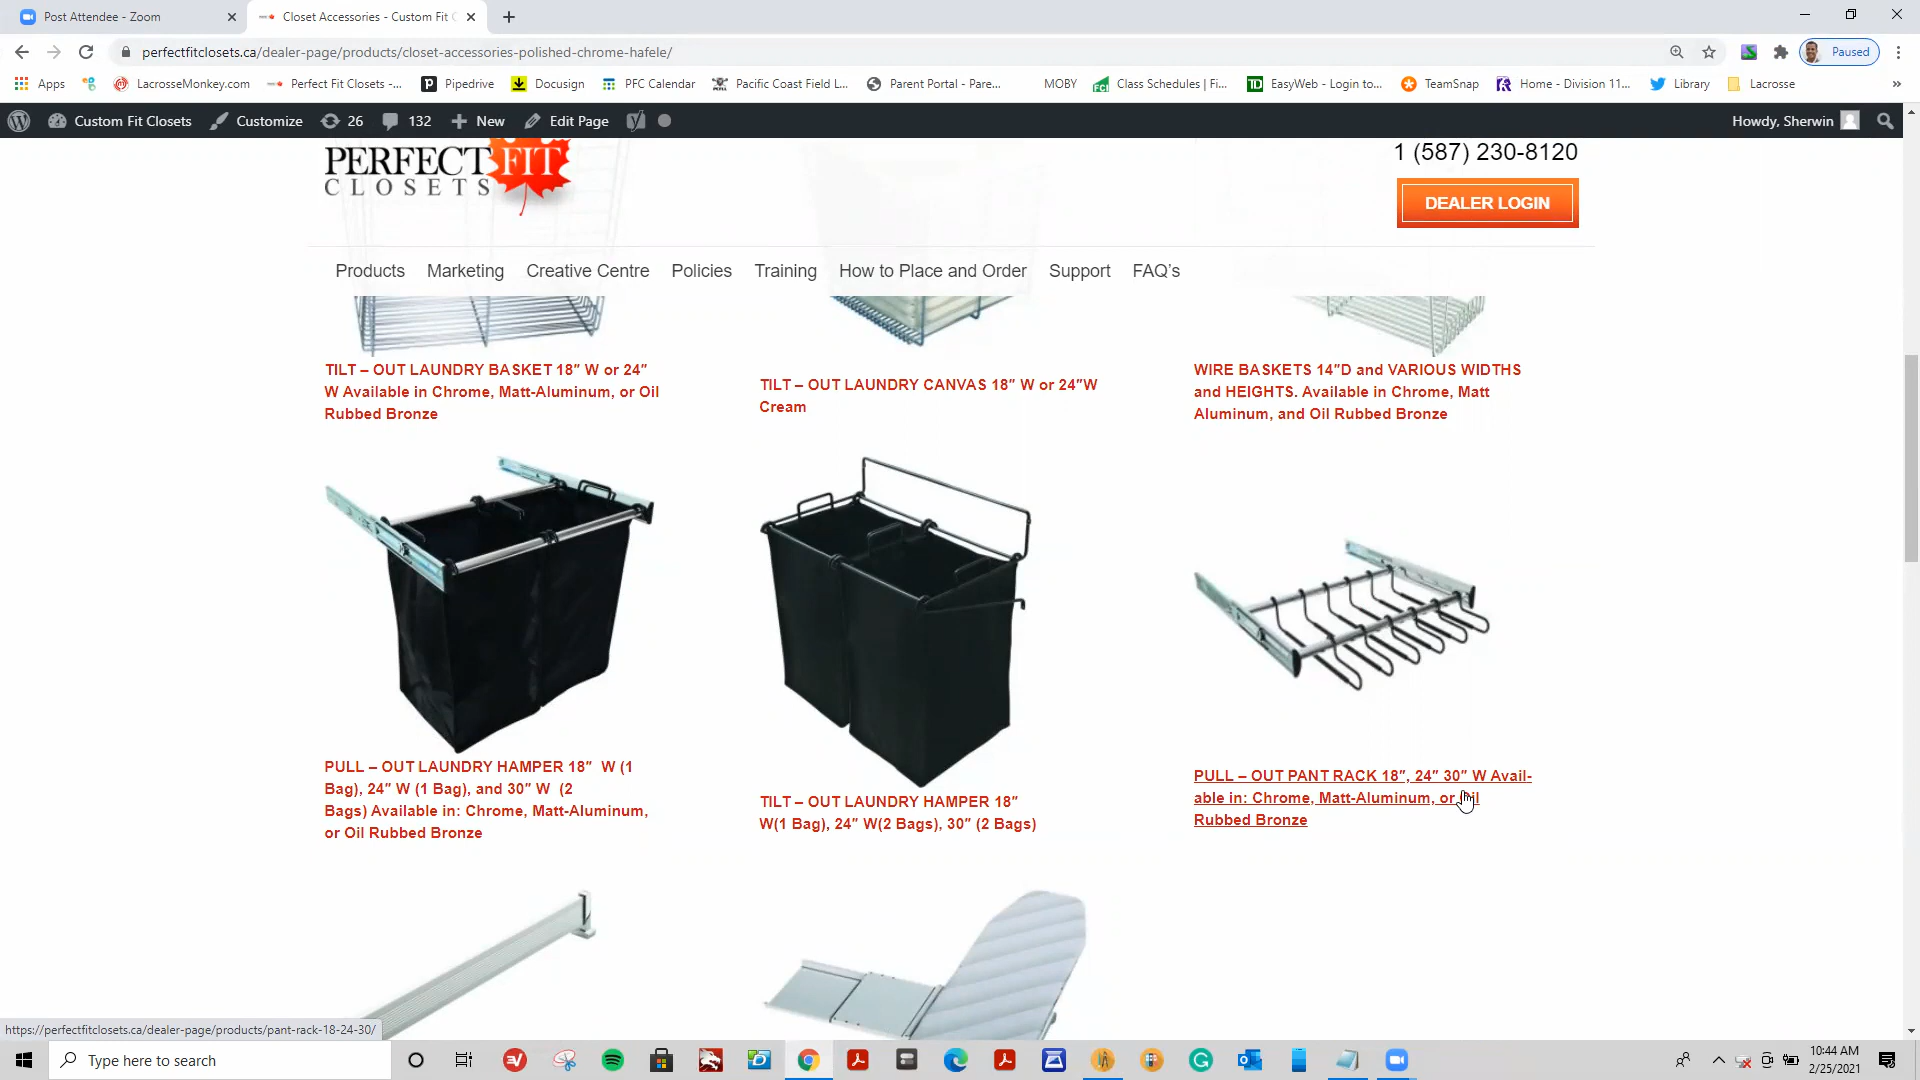 Post Attendee - Zoom
Closet Accessories - Custom Fit C
perfectfitclosets.ca/dealer-page/products/closet-accessories-polished-chrome-hafele/
Paused
Apps
LacrosseMonkey.com
Perfect Fit Closets -...
Pipedrive
Docusign
PFC Calendar
Pacific Coast Field L...
Parent Portal - Pare...
MOBY
Class Schedules | Fi...
EasyWeb - Login to...
TeamSnap
Home - Division 11...
Library
Lacrosse
Custom Fit Closets
Customize
26
132
New
Edit Page
Howdy, Sherwin
PERFECT FIT
CLOSETS
1 (587) 230-8120
DEALER LOGIN
Products Marketing Creative Centre Policies Training How to Place and Order Support FAQ's
TILT – OUT LAUNDRY BASKET 18" W or 24"
W Available in Chrome, Matt-Aluminum, or Oil
Rubbed Bronze
TILT – OUT LAUNDRY CANVAS 18" W or 24"W
Cream
WIRE BASKETS 14"D and VARIOUS WIDTHS
and HEIGHTS. Available in Chrome, Matt
Aluminum, and Oil Rubbed Bronze
PULL – OUT LAUNDRY HAMPER 18" W (1
Bag), 24" W (1 Bag), and 30" W (2
Bags) Available in: Chrome, Matt-Aluminum,
or Oil Rubbed Bronze
TILT – OUT LAUNDRY HAMPER 18"
W(1 Bag), 24" W(2 Bags), 30" (2 Bags)
PULL – OUT PANT RACK 18", 24" 30" W Avail-
able in: Chrome, Matt-Aluminum, or Oil
Rubbed Bronze
https://perfectfitclosets.ca/dealer-page/products/pant-rack-18-24-30/
Type here to search
10:44 AM
2/25/2021